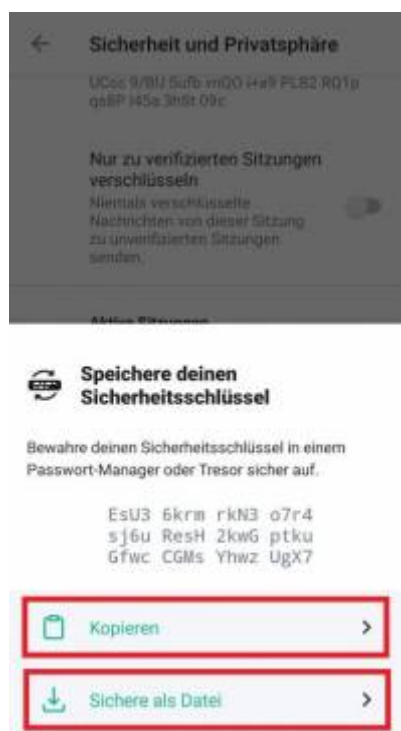 Sicherheit und Privatsphäre
Nur zu verifizierten Sitzungen
verschlüsseln
Niemals verschlüsselte
Nachrichten von dieser Sitzung
zu unverifizierten Sitzungen
senden.
Aktive Sitzungen
Speichere deinen
Sicherheitsschlüssel
Bewahre deinen Sicherheitsschlüssel in einem
Passwort-Manager oder Tresor sicher auf.
EsU3 6krm rkN3 o7r4
sj6u ResH 2kwG ptku
Gfwc CGMs Yhwz UgX7
Kopieren
Sichere als Datei